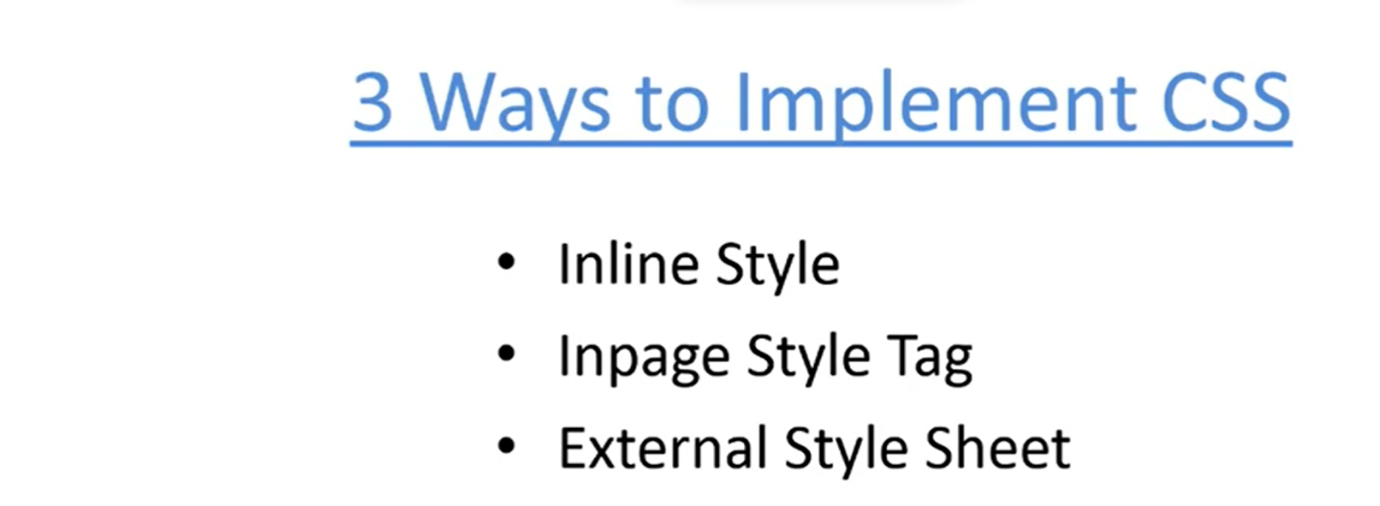 3 Ways to Implement CSS
• Inline Style
• Inpage Style Tag
• External Style Sheet